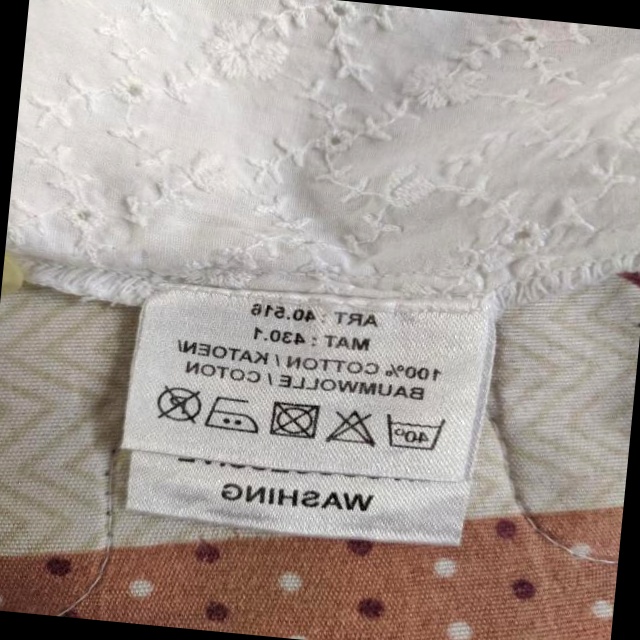 ART : 40.516
MAT : 430.1
100% COTTON / KATOEN/
BAUMWOLLE / COTON
40°
WASHING